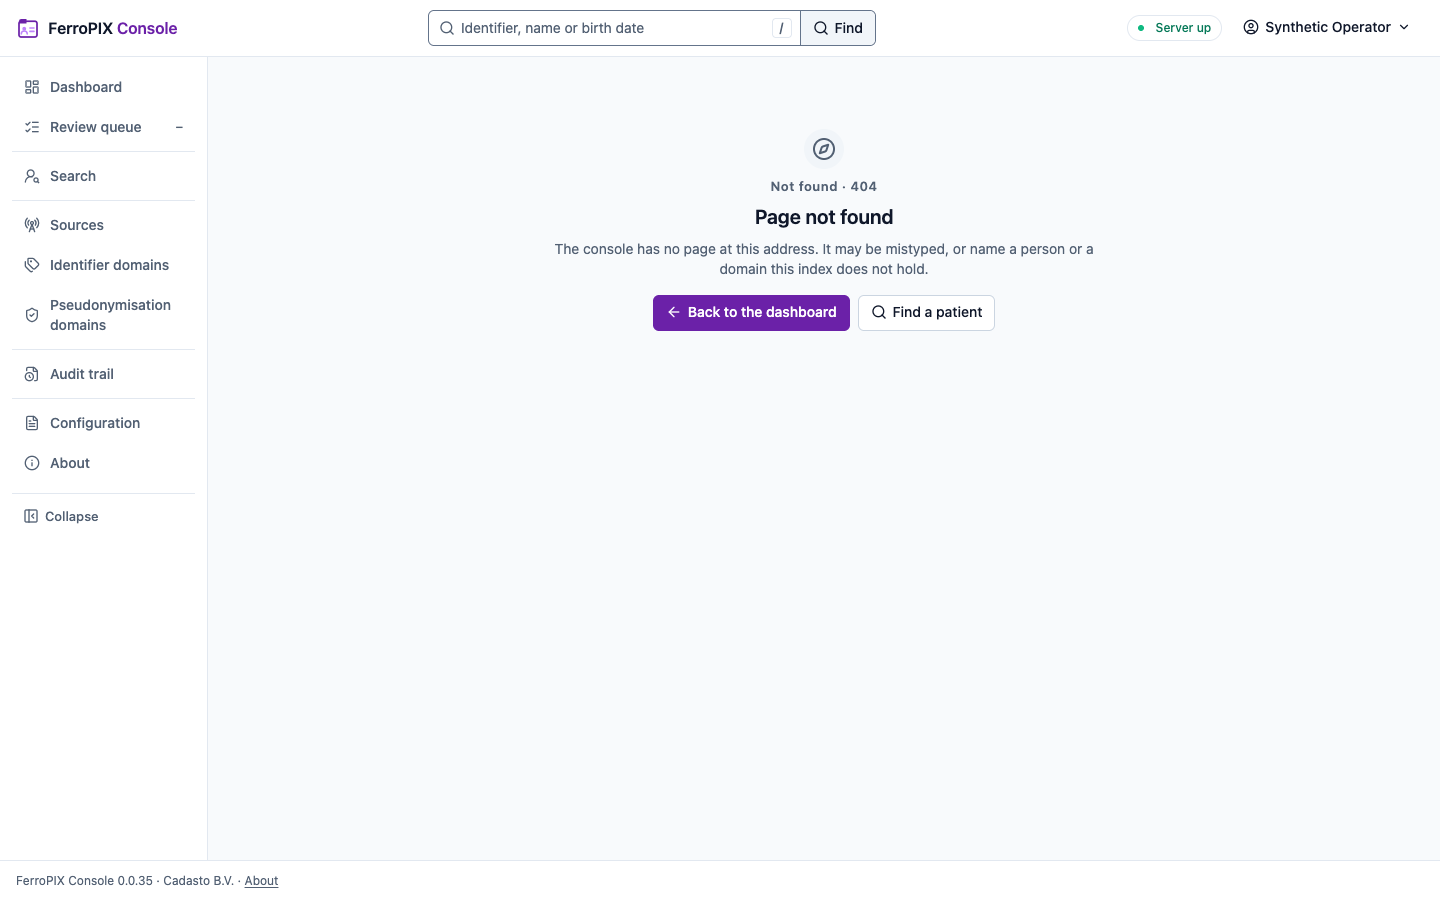 FerroPIX Console
Identifier, name or birth date
/
Find
Server up
Synthetic Operator
Dashboard
Review queue –
Search
Sources
Identifier domains
Pseudonymisation
domains
Audit trail
Configuration
About
Collapse
Not found · 404
Page not found
The console has no page at this address. It may be mistyped, or name a person or a
domain this index does not hold.
Back to the dashboard
Find a patient
FerroPIX Console 0.0.35 · Cadasto B.V. · About